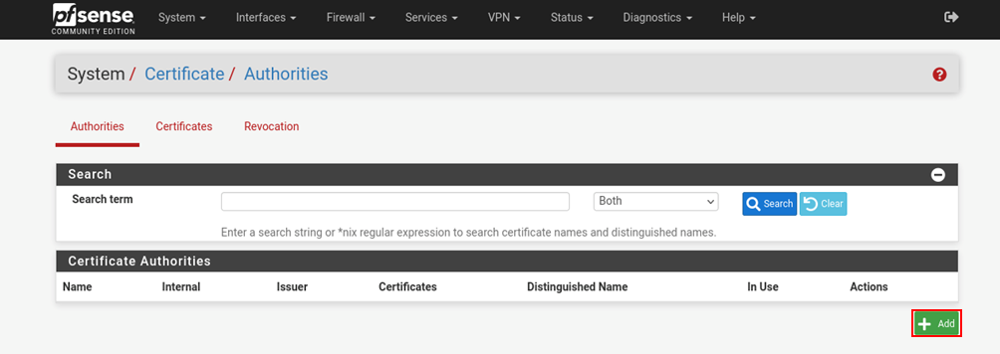 pfsense
COMMUNITY EDITION
System Interfaces Firewall Services VPN Status Diagnostics Help
System / Certificate / Authorities
Authorities Certificates Revocation
Search
Search term Both Search Clear
Enter a search string or *nix regular expression to search certificate names and distinguished names.
Certificate Authorities
Name Internal Issuer Certificates Distinguished Name In Use Actions
Add